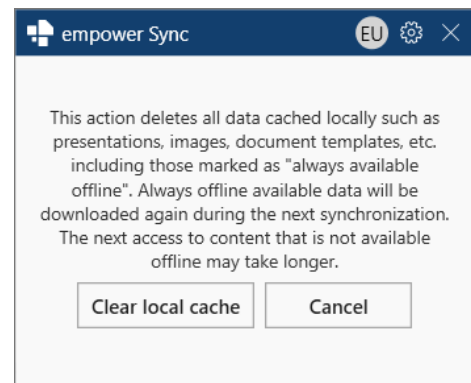 empower Sync EU
This action deletes all data cached locally such as
presentations, images, document templates, etc.
including those marked as "always available
offline". Always offline available data will be
downloaded again during the next synchronization.
The next access to content that is not available
offline may take longer.
Clear local cache Cancel